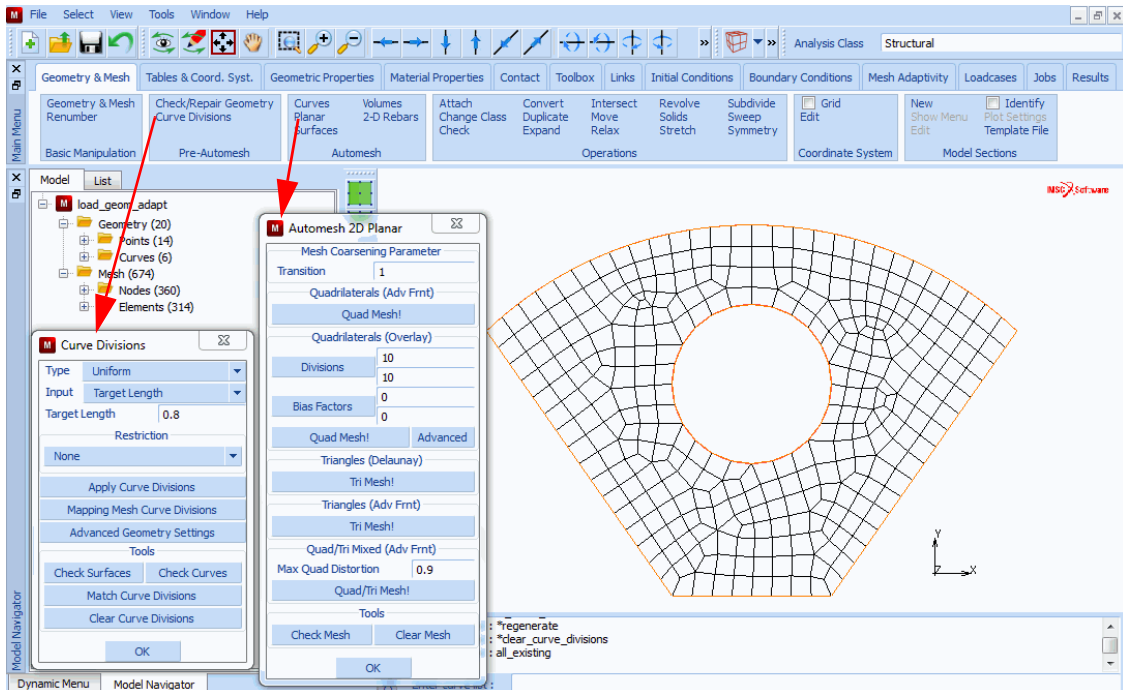 File Select View Tools Window Help
» » Analysis Class Structural
Geometry & Mesh Tables & Coord. Syst. Geometric Properties Material Properties Contact Toolbox Links Initial Conditions Boundary Conditions Mesh Adaptivity Loadcases Jobs Results
Main Menu
Geometry & Mesh
Renumber
Basic Manipulation
Check/Repair Geometry
Curve Divisions
Pre-Automesh
Curves Volumes
Planar 2-D Rebars
Surfaces
Automesh
Attach Convert Intersect Revolve Subdivide
Change Class Duplicate Move Solids Sweep
Check Expand Relax Stretch Symmetry
Operations
Grid
Edit
Coordinate System
New Identify
Show Menu Plot Settings
Edit Template File
Model Sections
Model List
load_geom_adapt
Geometry (20)
Points (14)
Curves (6)
Mesh (674)
Nodes (360)
Elements (314)
MSC Software
Curve Divisions
Type Uniform
Input Target Length
Target Length 0.8
Restriction
None
Apply Curve Divisions
Mapping Mesh Curve Divisions
Advanced Geometry Settings
Tools
Check Surfaces Check Curves
Match Curve Divisions
Clear Curve Divisions
OK
Automesh 2D Planar
Mesh Coarsening Parameter
Transition 1
Quadrilaterals (Adv Frnt)
Quad Mesh!
Quadrilaterals (Overlay)
Divisions 10
10
Bias Factors 0
0
Quad Mesh! Advanced
Triangles (Delaunay)
Tri Mesh!
Triangles (Adv Frnt)
Tri Mesh!
Quad/Tri Mixed (Adv Frnt)
Max Quad Distortion 0.9
Quad/Tri Mesh!
Tools
Check Mesh Clear Mesh
OK
Y
Z X
: *regenerate
: *clear_curve_divisions
: all_existing
Enter curve list :
Model Navigator
Dynamic Menu Model Navigator